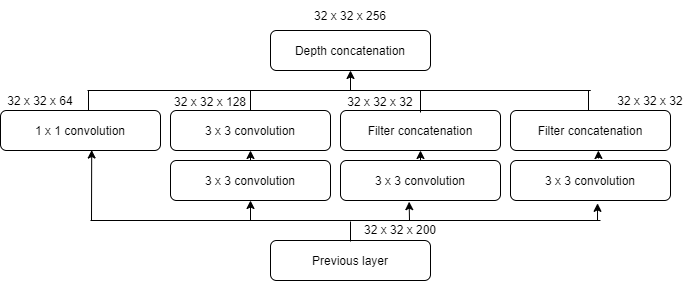 32 x 32 x 256
Depth concatenation
32 x 32 x 64
32 x 32 x 128
32 x 32 x 32
32 x 32 x 32
1 x 1 convolution
3 x 3 convolution
Filter concatenation
Filter concatenation
3 x 3 convolution
3 x 3 convolution
3 x 3 convolution
32 x 32 x 200
Previous layer